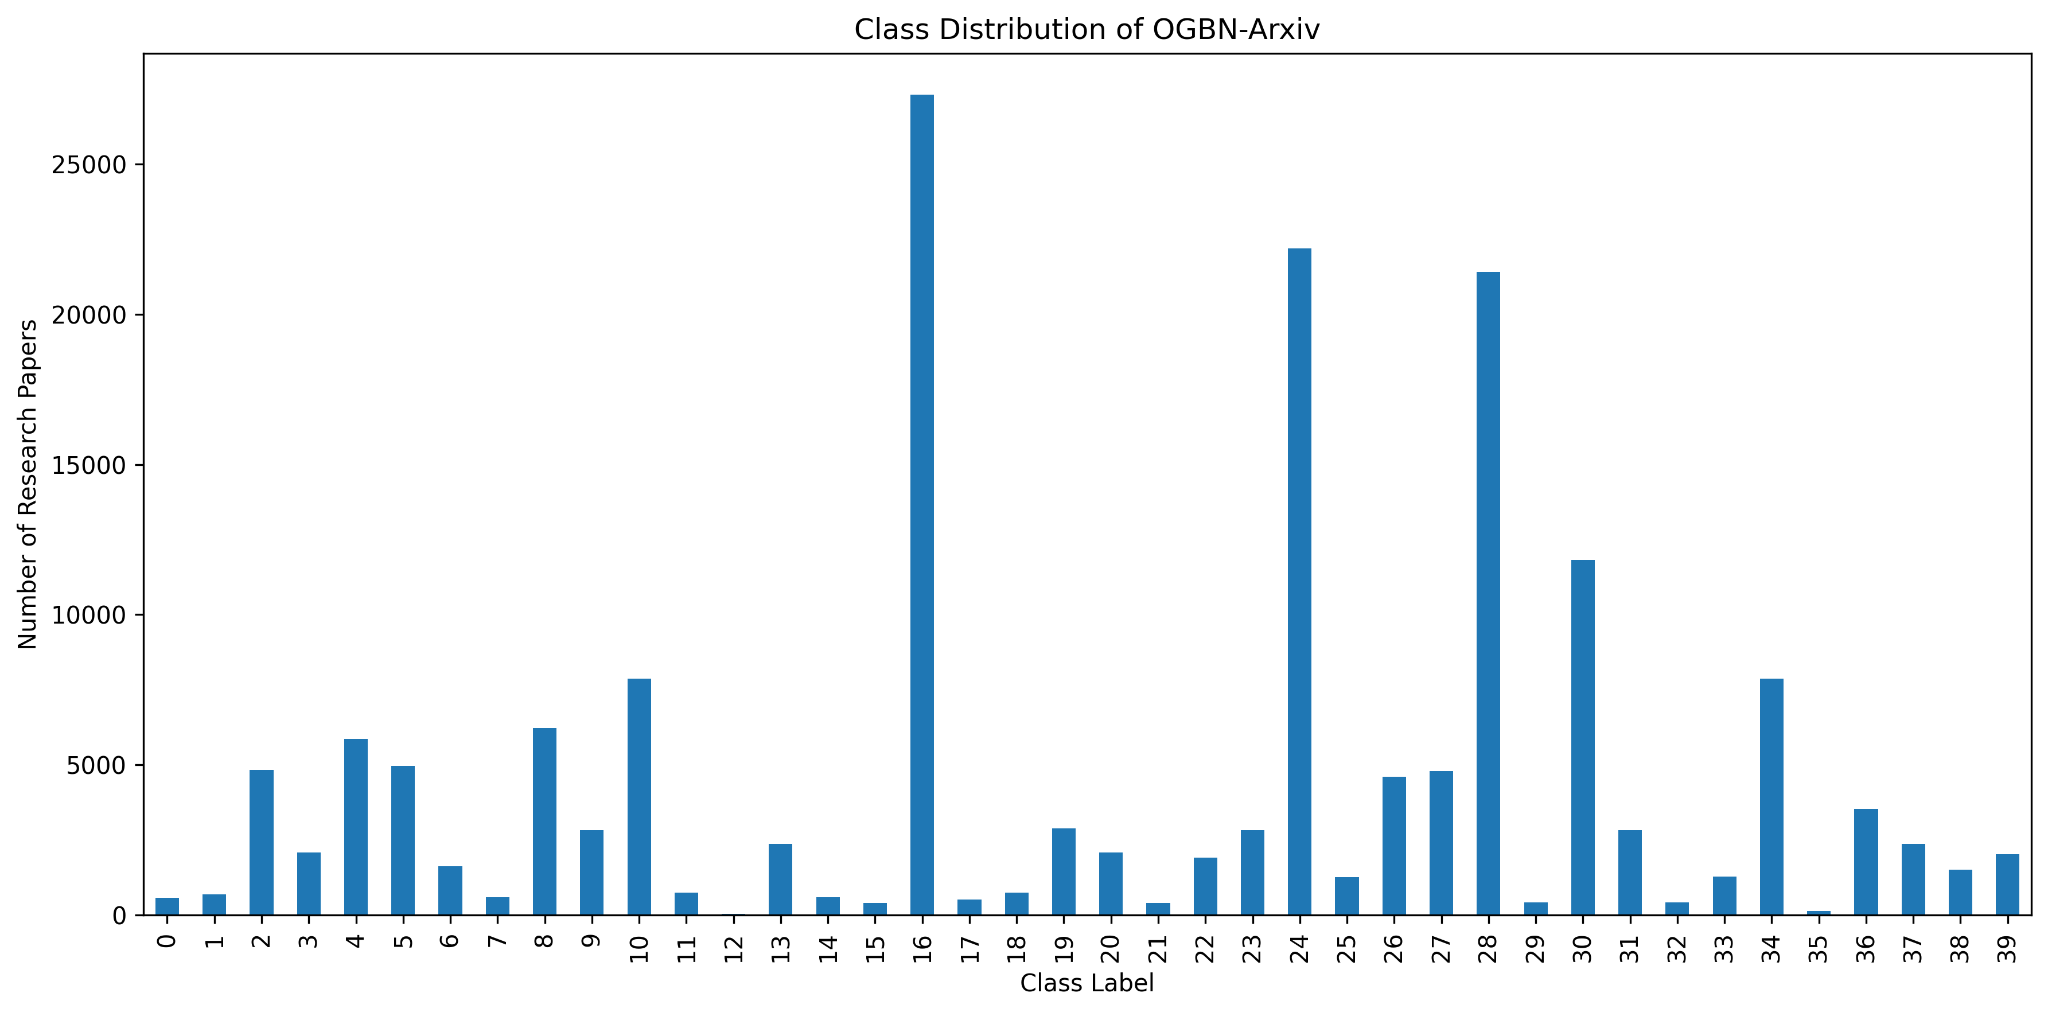 Class Distribution of OGBN-Arxiv
Number of Research Papers
25000
20000
15000
10000
5000
0
0 1 2 3 4 5 6 7 8 9 10 11 12 13 14 15 16 17 18 19 20 21 22 23 24 25 26 27 28 29 30 31 32 33 34 35 36 37 38 39
Class Label